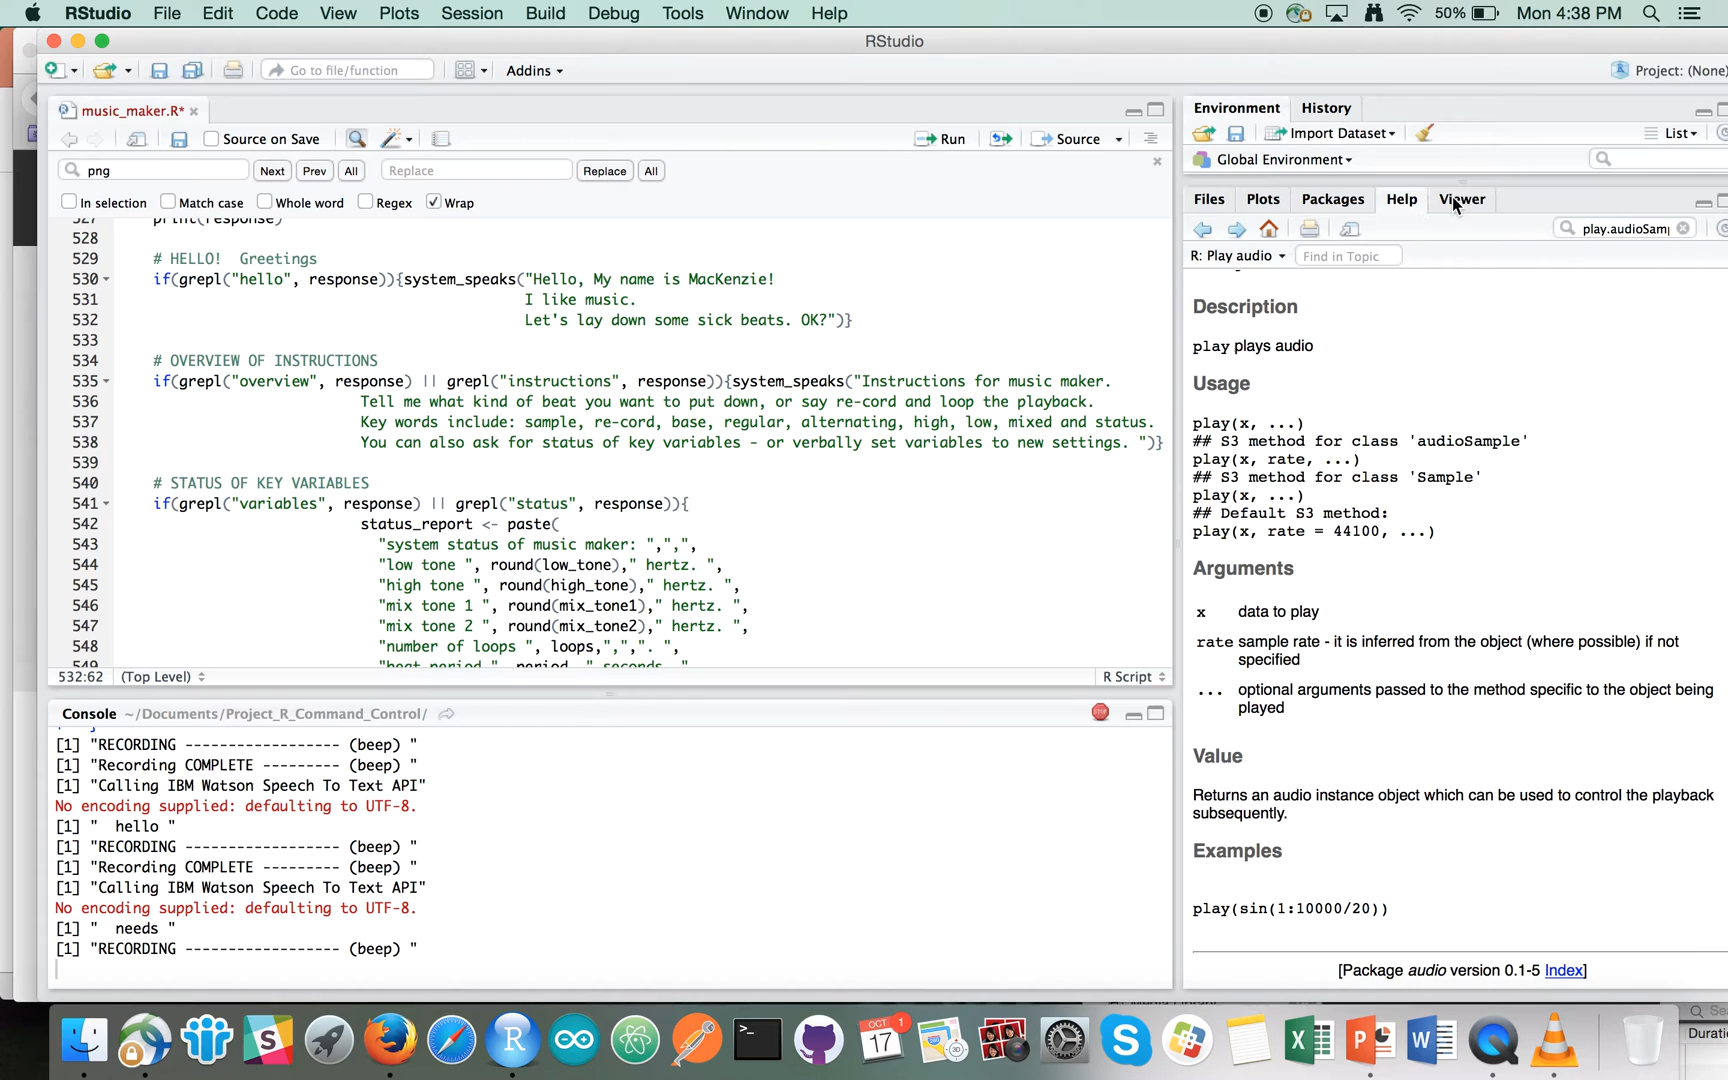 RStudio File Edit Code View Plots Session Build Debug Tools Window Help 50% Mon 4:38 PM
RStudio
Go to file/function Addins Project: (None)
music_maker.R*
Source on Save Run Source
png Next Prev All Replace Replace All
In selection Match case Whole word Regex Wrap
527 print(response)
528
529 # HELLO!  Greetings
530 if(grepl("hello", response)){system_speaks("Hello, My name is MacKenzie!
531 I like music.
532 Let's lay down some sick beats. OK?")}
533
534 # OVERVIEW OF INSTRUCTIONS
535 if(grepl("overview", response) || grepl("instructions", response)){system_speaks("Instructions for music maker.
536 Tell me what kind of beat you want to put down, or say re-cord and loop the playback.
537 Key words include: sample, re-cord, base, regular, alternating, high, low, mixed and status.
538 You can also ask for status of key variables - or verbally set variables to new settings. ")}
539
540 # STATUS OF KEY VARIABLES
541 if(grepl("variables", response) || grepl("status", response)){
542 status_report <- paste(
543 "system status of music maker: ",",",
544 "low tone ", round(low_tone)," hertz. ",
545 "high tone ", round(high_tone)," hertz. ",
546 "mix tone 1 ", round(mix_tone1)," hertz. ",
547 "mix tone 2 ", round(mix_tone2)," hertz. ",
548 "number of loops ", loops,",",". ",
549 "beat period ", period, " seconds. "
532:62 (Top Level) R Script
Console ~/Documents/Project_R_Command_Control/ STOP
[1] "RECORDING ------------------ (beep) "
[1] "Recording COMPLETE --------- (beep) "
[1] "Calling IBM Watson Speech To Text API"
No encoding supplied: defaulting to UTF-8.
[1] "  hello "
[1] "RECORDING ------------------ (beep) "
[1] "Recording COMPLETE --------- (beep) "
[1] "Calling IBM Watson Speech To Text API"
No encoding supplied: defaulting to UTF-8.
[1] "  needs "
[1] "RECORDING ------------------ (beep) "
Environment History
Import Dataset List
Global Environment
Files Plots Packages Help Viewer
play.audioSam
R: Play audio Find in Topic
Description
play plays audio
Usage
play(x, ...)
## S3 method for class 'audioSample'
play(x, rate, ...)
## S3 method for class 'Sample'
play(x, ...)
## Default S3 method:
play(x, rate = 44100, ...)
Arguments
x data to play
rate sample rate - it is inferred from the object (where possible) if not
specified
... optional arguments passed to the method specific to the object being
played
Value
Returns an audio instance object which can be used to control the playback
subsequently.
Examples
play(sin(1:10000/20))
[Package audio version 0.1-5 Index]
OCT 1
17
Durati